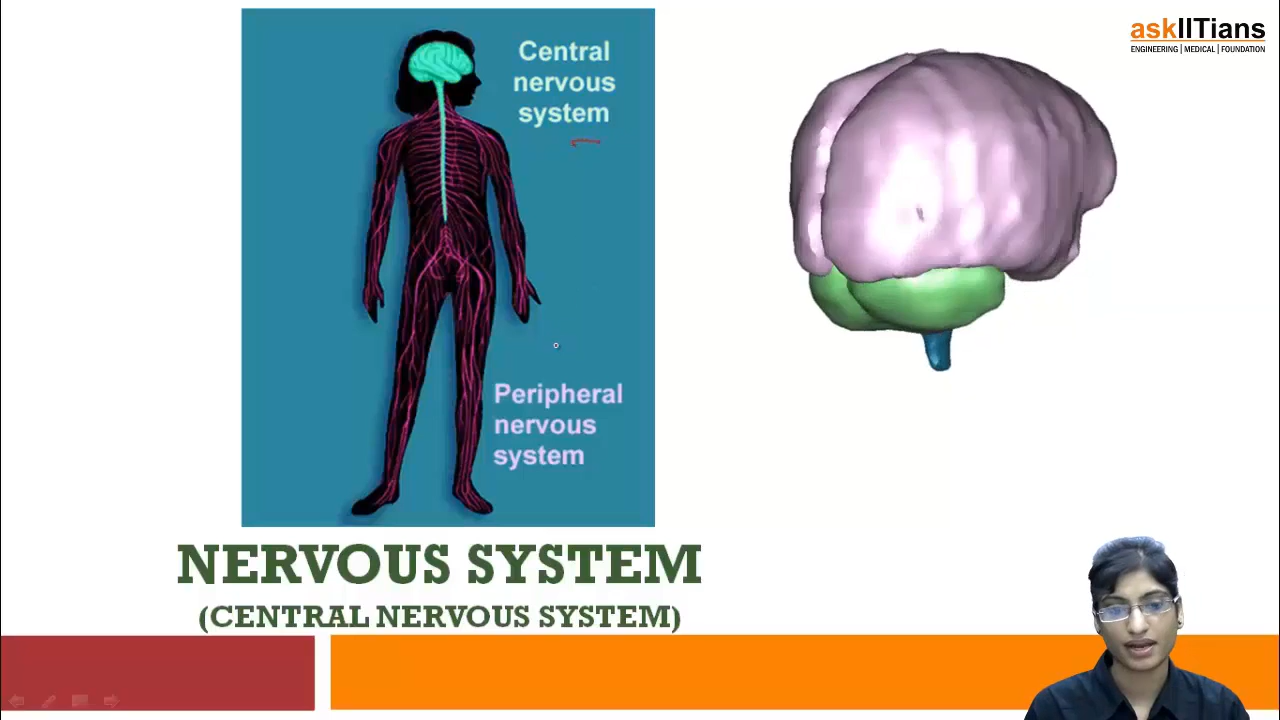 Central
nervous
system
Peripheral
nervous
system
askIITians
ENGINEERING | MEDICAL | FOUNDATION
NERVOUS SYSTEM
(CENTRAL NERVOUS SYSTEM)